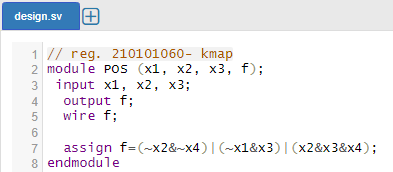 design.sv
1 // reg. 210101060- kmap
2 module POS (x1, x2, x3, f);
3 input x1, x2, x3;
4 output f;
5 wire f;
6
7 assign f=(~x2&~x4)|(~x1&x3)|(x2&x3&x4);
8 endmodule